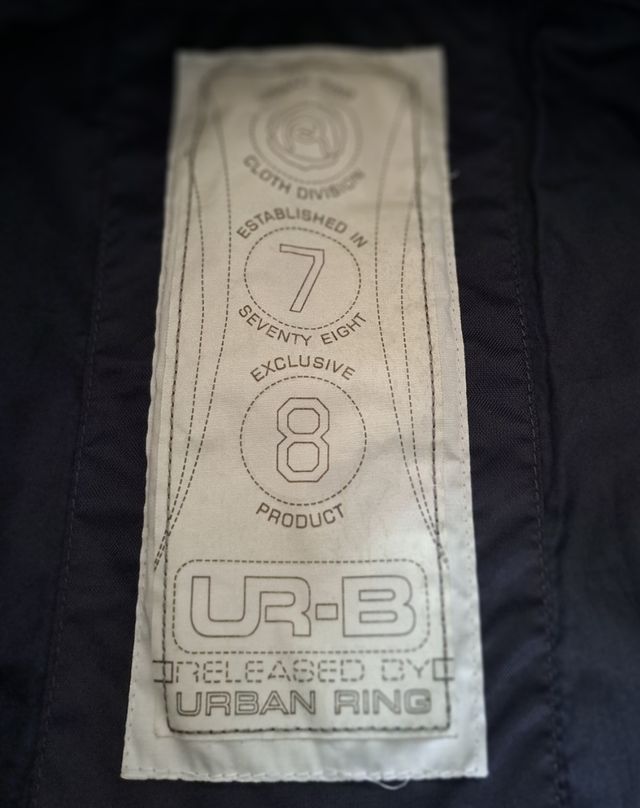 CLOTH DIVISION
ESTABLISHED IN
7
SEVENTY EIGHT
EXCLUSIVE
8
PRODUCT
UR-B
RELEASED BY
URBAN RING